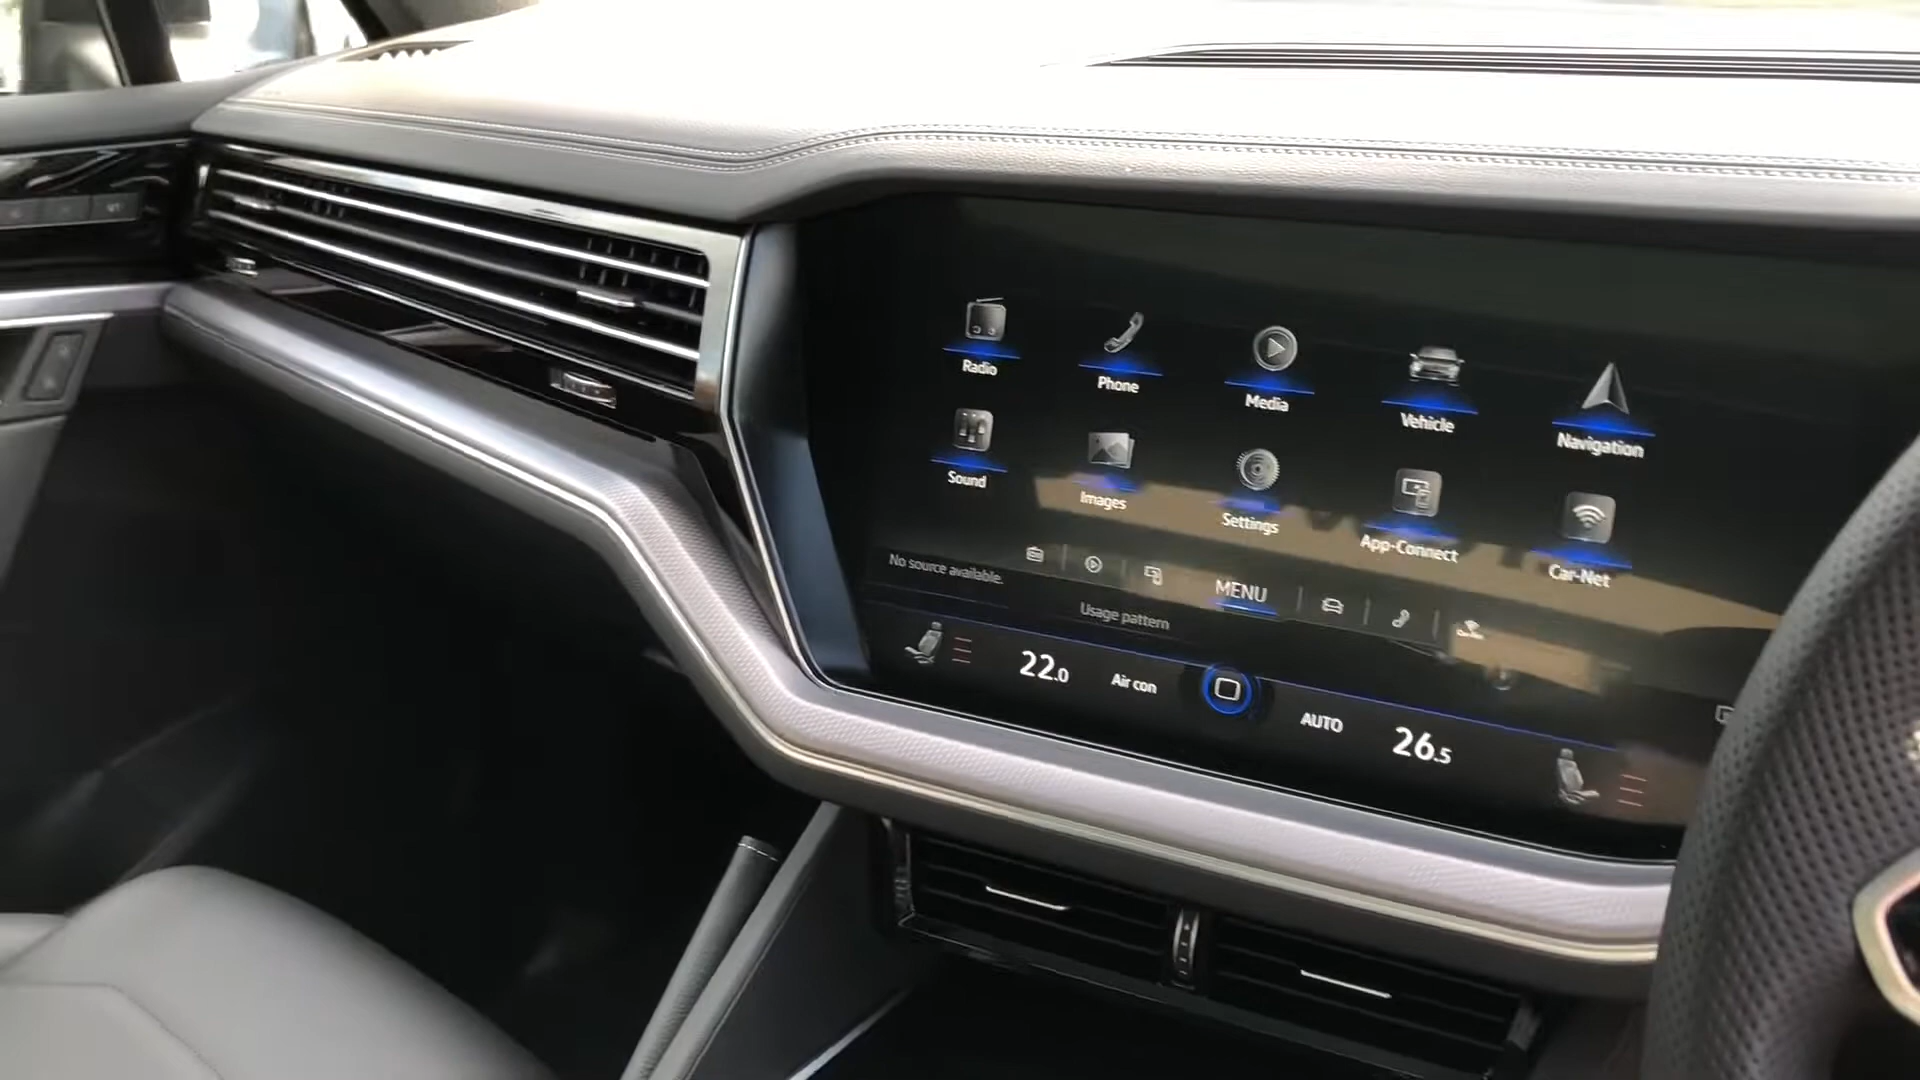 Radio
Phone
Media
Vehicle
Navigation
Sound
Images
Settings
App-Connect
Car-Net
No source available.
MENU
Usage pattern
22.0
Air con
AUTO
26.5